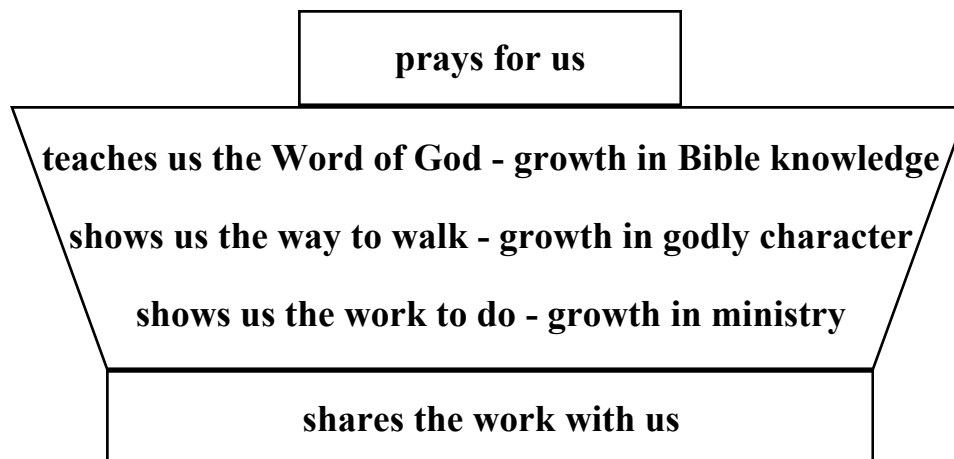 prays for us
teaches us the Word of God - growth in Bible knowledge
shows us the way to walk - growth in godly character
shows us the work to do - growth in ministry
shares the work with us